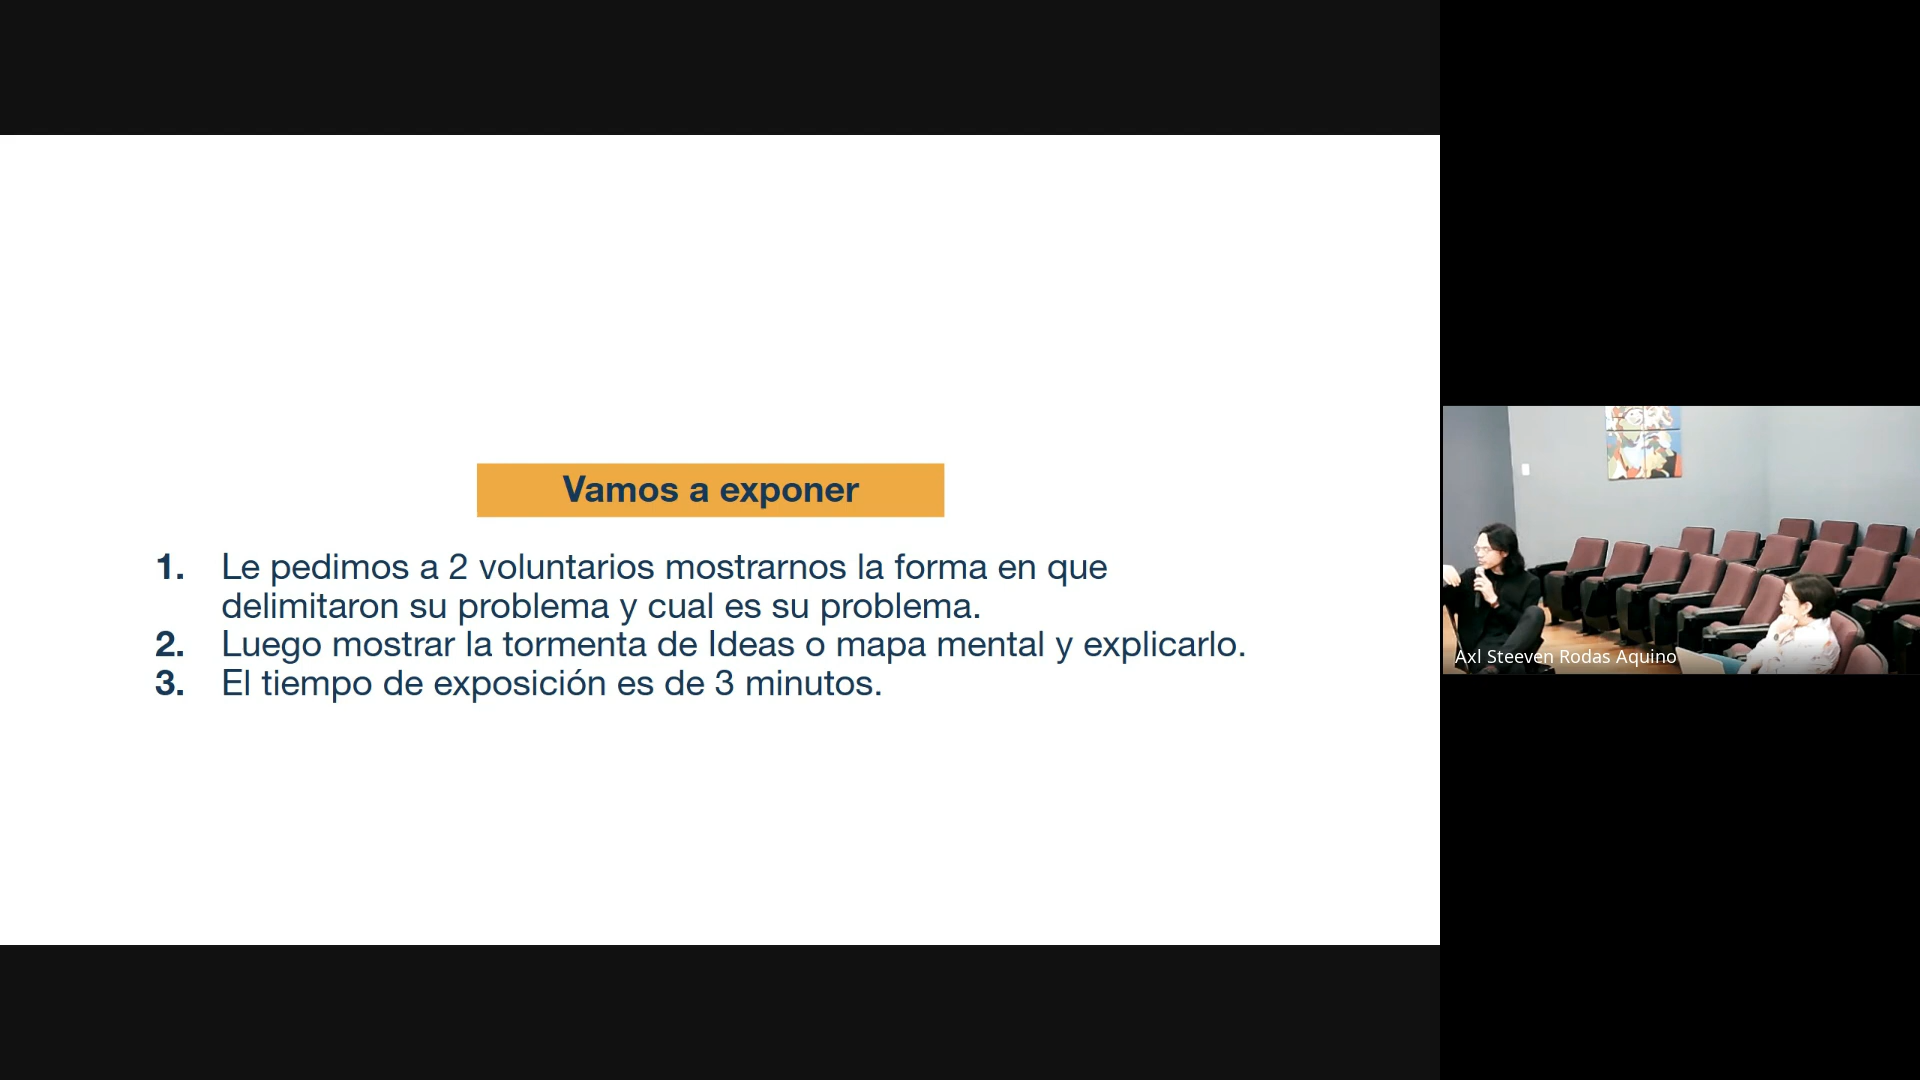 Vamos a exponer
1. Le pedimos a 2 voluntarios mostrarnos la forma en que
delimitaron su problema y cual es su problema.
2. Luego mostrar la tormenta de Ideas o mapa mental y explicarlo.
3. El tiempo de exposición es de 3 minutos.
Axl Steeven Rodas Aquino